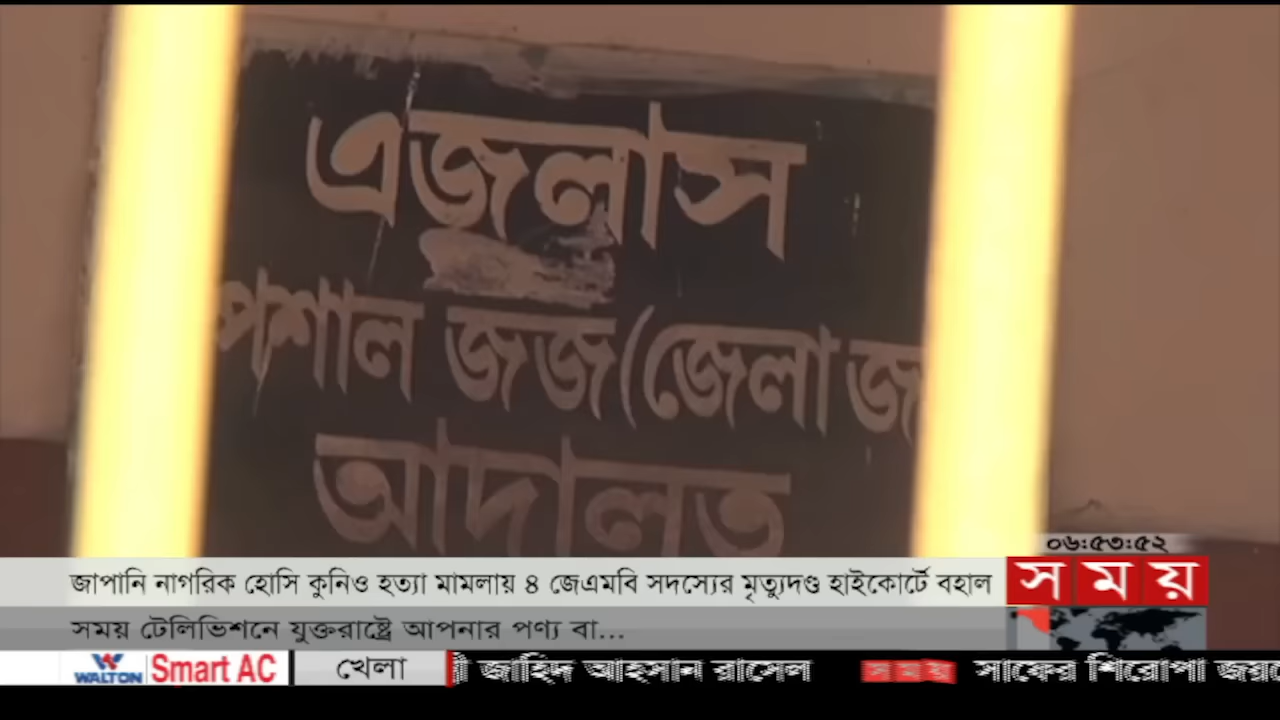 এজলাস
পশাল জজ (জেলা জ
আদালত
০৬:৫৩:৫২
জাপানি নাগরিক হোসি কুনিও হত্যা মামলায় ৪ জেএমবি সদস্যের মৃত্যুদণ্ড হাইকোর্টে বহাল
সময়
সময় টেলিভিশনে যুক্তরাষ্ট্রে আপনার পণ্য বা...
WALTON Smart AC খেলা জাহিদ আহসান রাসেল সময় সাফের শিরোপা